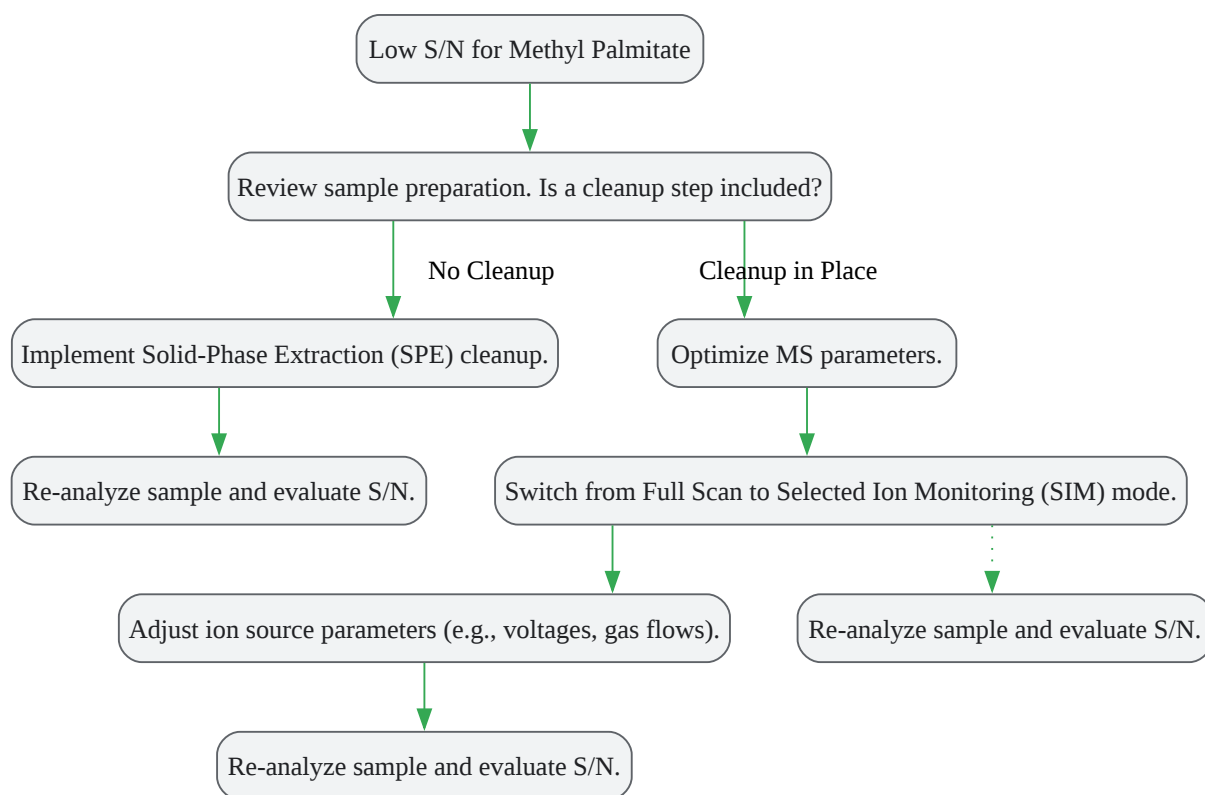 Low S/N for Methyl Palmitate
Review sample preparation. Is a cleanup step included?
No Cleanup
Cleanup in Place
Implement Solid-Phase Extraction (SPE) cleanup.
Optimize MS parameters.
Re-analyze sample and evaluate S/N.
Switch from Full Scan to Selected Ion Monitoring (SIM) mode.
Adjust ion source parameters (e.g., voltages, gas flows).
Re-analyze sample and evaluate S/N.
Re-analyze sample and evaluate S/N.